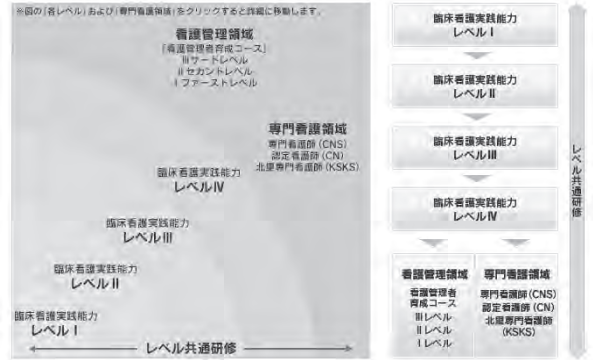 ※図の「各レベル」および「専門看護領域」をクリックすると詳細に移動します。
看護管理領域
「看護管理者育成コース」
Ⅲサードレベル
Ⅱセカンドレベル
Ⅰファーストレベル
専門看護領域
専門看護師(CNS)
認定看護師(CN)
北里専門看護師(KSKS)
臨床看護実践能力
レベルⅣ
臨床看護実践能力
レベルⅢ
臨床看護実践能力
レベルⅡ
臨床看護実践能力
レベルⅠ
レベル共通研修
臨床看護実践能力
レベルⅠ
臨床看護実践能力
レベルⅡ
臨床看護実践能力
レベルⅢ
臨床看護実践能力
レベルⅣ
看護管理領域
看護管理者
育成コース
Ⅲレベル
Ⅱレベル
Ⅰレベル
専門看護領域
専門看護師(CNS)
認定看護師(CN)
北里専門看護師
(KSKS)
レベル共通研修